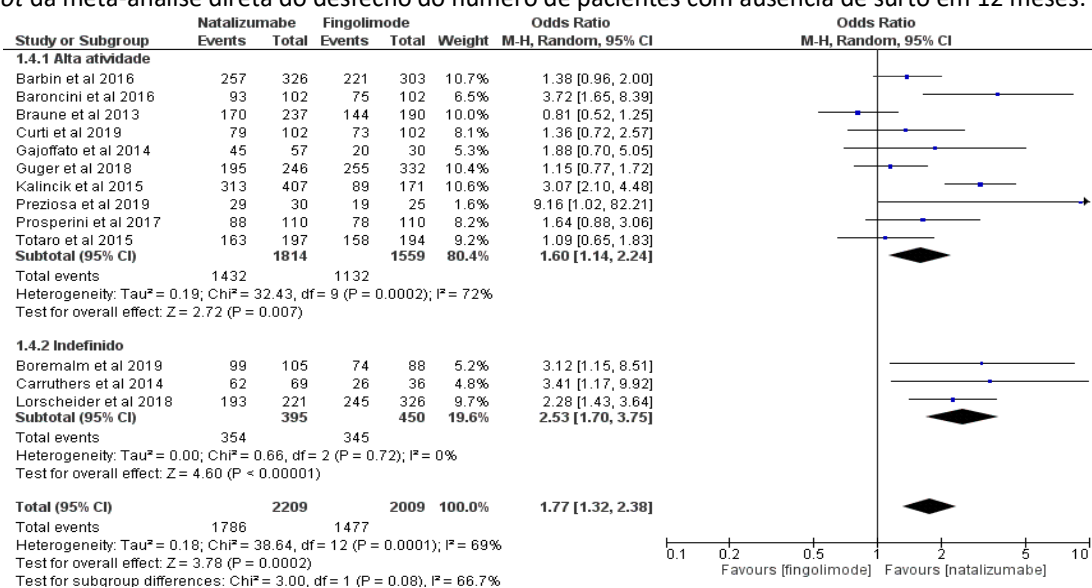 ot da meta-análise direta do desfecho do número de pacientes com ausência de surto em 12 meses.
Natalizumabe Fingolimode Odds Ratio Odds Ratio
Study or Subgroup Events Total Events Total Weight M-H, Random, 95% CI M-H, Random, 95% CI
1.4.1 Alta atividade
Barbin et al 2016 257 326 221 303 10.7% 1.38 [0.96, 2.00]
Baroncini et al 2016 93 102 75 102 6.5% 3.72 [1.65, 8.39]
Braune et al 2013 170 237 144 190 10.0% 0.81 [0.52, 1.25]
Curti et al 2019 79 102 73 102 8.1% 1.36 [0.72, 2.57]
Gajoffato et al 2014 45 57 20 30 5.3% 1.88 [0.70, 5.05]
Guger et al 2018 195 246 255 332 10.4% 1.15 [0.77, 1.72]
Kalincik et al 2015 313 407 89 171 10.6% 3.07 [2.10, 4.48]
Preziosa et al 2019 29 30 19 25 1.6% 9.16 [1.02, 82.21]
Prosperini et al 2017 88 110 78 110 8.2% 1.64 [0.88, 3.06]
Totaro et al 2015 163 197 158 194 9.2% 1.09 [0.65, 1.83]
Subtotal (95% CI) 1814 1559 80.4% 1.60 [1.14, 2.24]
Total events 1432 1132
Heterogeneity: Tau² = 0.19; Chi² = 32.43, df = 9 (P = 0.0002); I² = 72%
Test for overall effect: Z = 2.72 (P = 0.007)
1.4.2 Indefinido
Boremalm et al 2019 99 105 74 88 5.2% 3.12 [1.15, 8.51]
Carruthers et al 2014 62 69 26 36 4.8% 3.41 [1.17, 9.92]
Lorscheider et al 2018 193 221 245 326 9.7% 2.28 [1.43, 3.64]
Subtotal (95% CI) 395 450 19.6% 2.53 [1.70, 3.75]
Total events 354 345
Heterogeneity: Tau² = 0.00; Chi² = 0.66, df = 2 (P = 0.72); I² = 0%
Test for overall effect: Z = 4.60 (P < 0.00001)
Total (95% CI) 2209 2009 100.0% 1.77 [1.32, 2.38]
Total events 1786 1477
Heterogeneity: Tau² = 0.18; Chi² = 38.64, df = 12 (P = 0.0001); I² = 69%
Test for overall effect: Z = 3.78 (P = 0.0002)
Test for subgroup differences: Chi² = 3.00, df = 1 (P = 0.08), I² = 66.7%
0.1 0.2 0.5 1 2 5 10
Favours [fingolimode] Favours [natalizumabe]